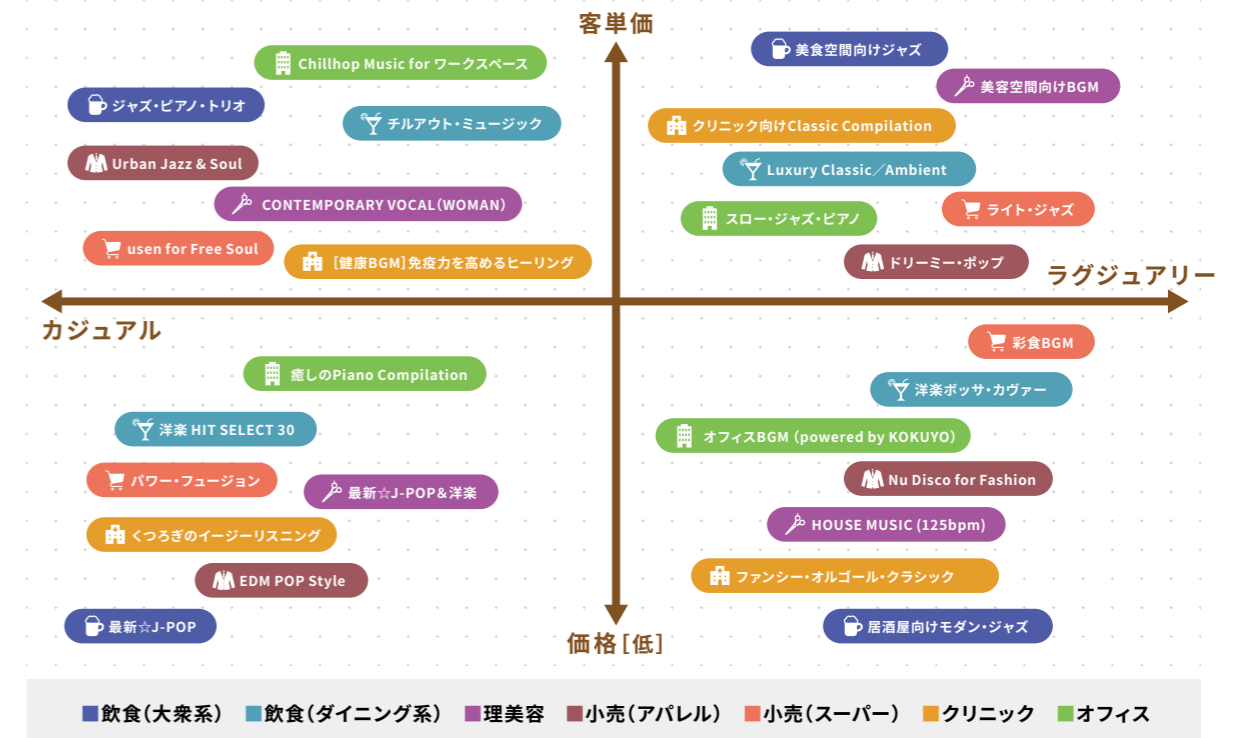 客単価
美食空間向けジャズ
Chillhop Music for ワークスペース
美容空間向けBGM
ジャズ・ピアノ・トリオ
チルアウト・ミュージック
クリニック向けClassic Compilation
Urban Jazz & Soul
Luxury Classic／Ambient
CONTEMPORARY VOCAL（WOMAN）
ライト・ジャズ
スロー・ジャズ・ピアノ
usen for Free Soul
［健康BGM］免疫力を高めるヒーリング
ドリーミー・ポップ
ラグジュアリー
カジュアル
彩食BGM
癒しのPiano Compilation
洋楽ボッサ・カヴァー
洋楽 HIT SELECT 30
オフィスBGM （powered by KOKUYO）
パワー・フュージョン
Nu Disco for Fashion
最新☆J-POP&洋楽
HOUSE MUSIC (125bpm)
くつろぎのイージーリスニング
EDM POP Style
ファンシー・オルゴール・クラシック
最新☆J-POP
居酒屋向けモダン・ジャズ
価格［低］
■飲食（大衆系） ■飲食（ダイニング系） ■理美容 ■小売（アパレル） ■小売（スーパー） ■クリニック ■オフィス